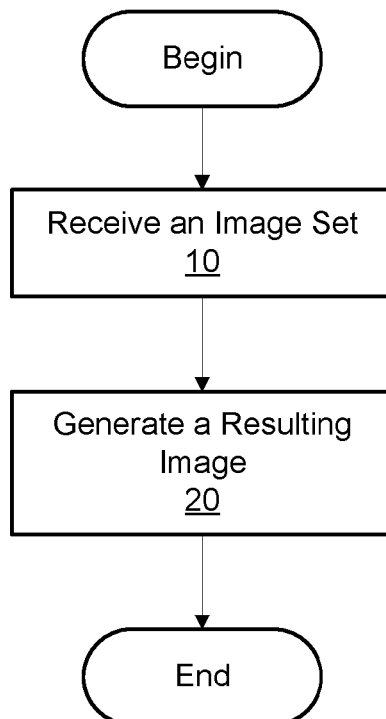 Begin
Receive an Image Set
10
Generate a Resulting
Image
20
End